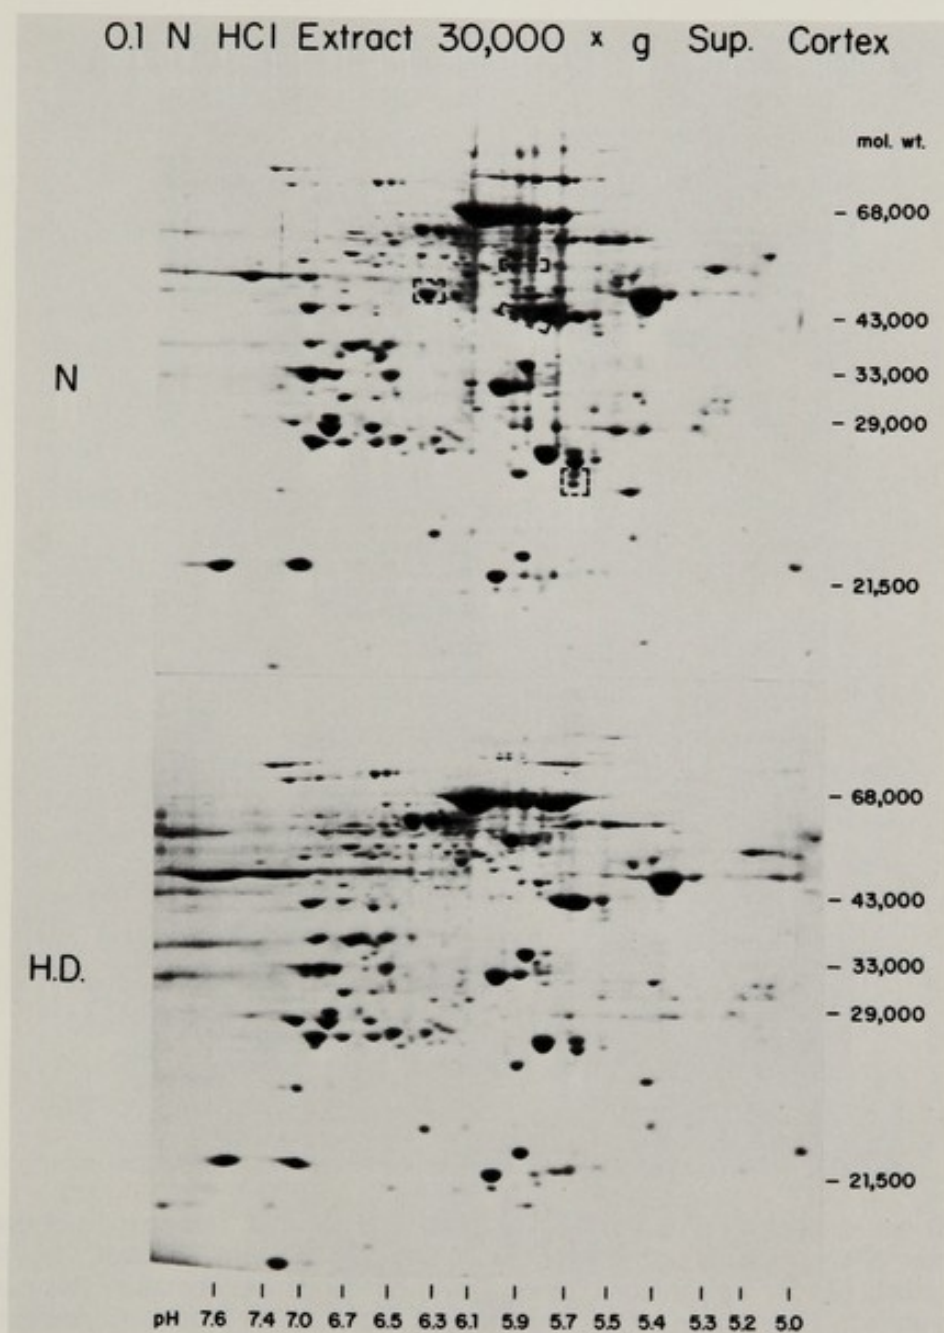 0.1 N HCl Extract 30,000 x g Sup. Cortex
mol. wt.
- 68,000
- 43,000
N
- 33,000
- 29,000
- 21,500
- 68,000
- 43,000
H.D.
- 33,000
- 29,000
- 21,500
pH 7.6 7.4 7.0 6.7 6.5 6.3 6.1 5.9 5.7 5.5 5.4 5.3 5.2 5.0